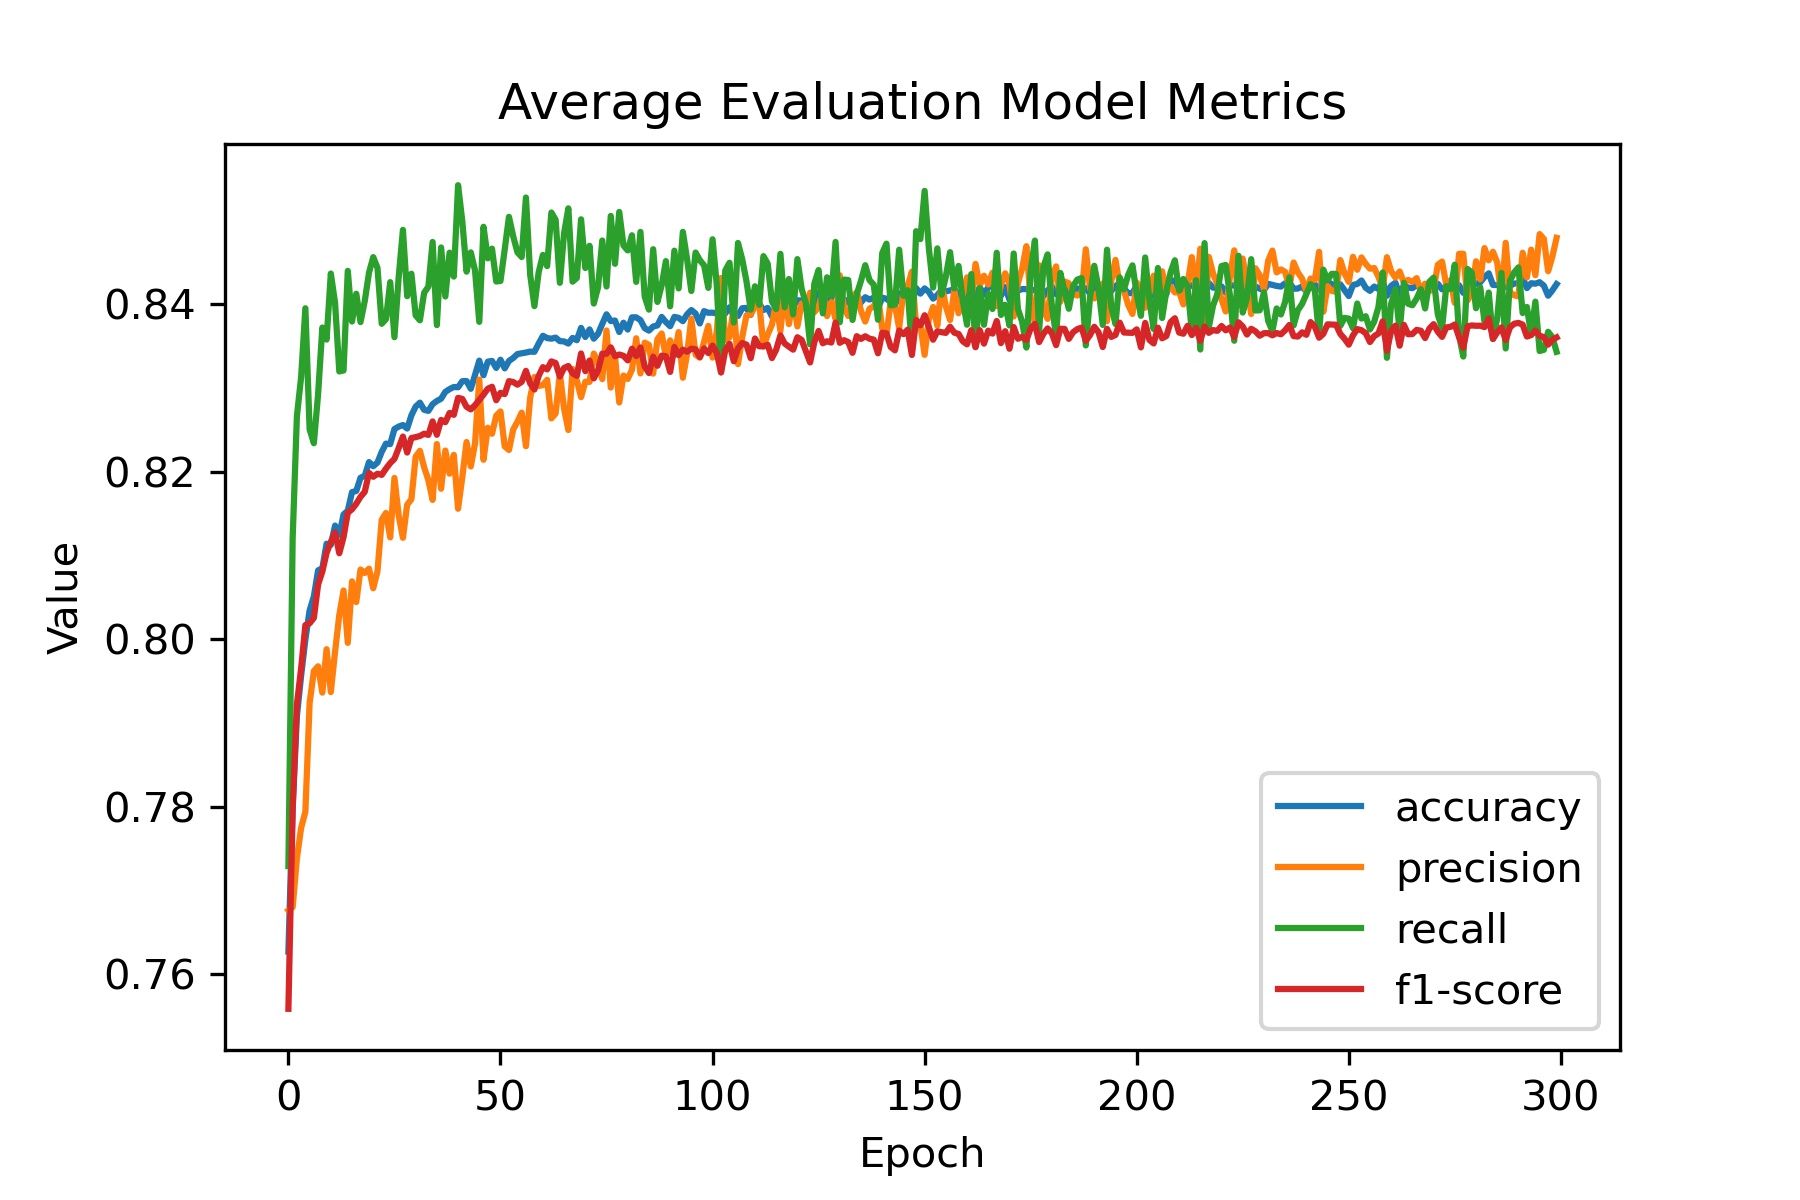 Average Evaluation Model Metrics
Value
0.84
0.82
0.80
0.78
0.76
accuracy
precision
recall
f1-score
0 50 100 150 200 250 300
Epoch